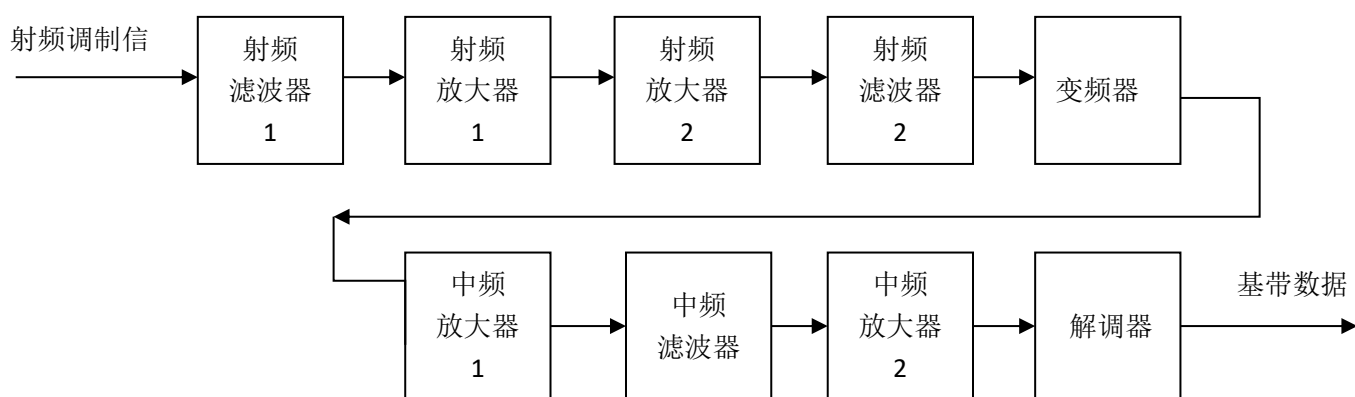 射频调制信
射频
滤波器
1
射频
放大器
1
射频
放大器
2
射频
滤波器
2
变频器
中频
放大器
1
中频
滤波器
中频
放大器
2
解调器
基带数据